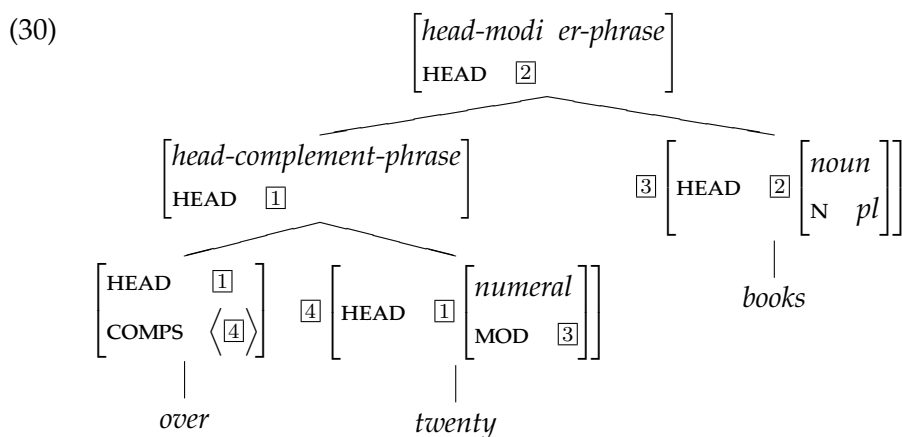 (30)
[head-modi er-phrase
HEAD 2]
[head-complement-phrase
HEAD 1]
3 [HEAD 2 [noun
N pl]]
[HEAD 1
COMPS ⟨4⟩]
4 [HEAD 1 [numeral
MOD 3]]
books
over
twenty